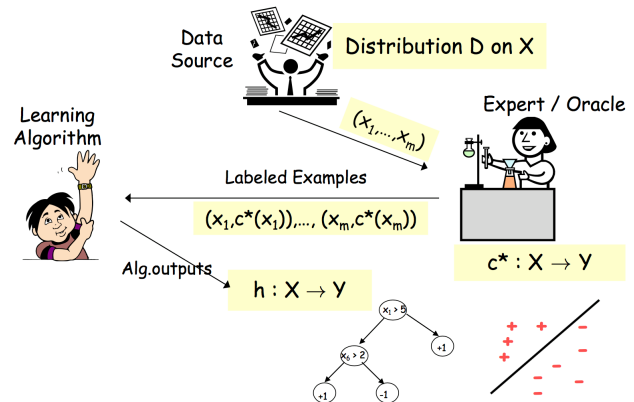 Data
Source
Distribution D on X
Expert / Oracle
Learning
Algorithm
(x₁,...,xₘ)
Labeled Examples
(x₁,c*(x₁)),..., (xₘ,c*(xₘ))
Alg.outputs
c* : X → Y
h : X → Y
x₁ > 5
+1
x₆ > 2
+1
-1
+ + −
+
+ −
−
− −
−